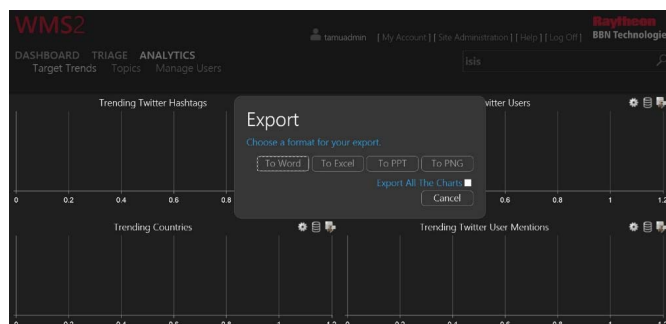 WMS2
Raytheon
BBN Technologie
tamuadmin | My Account | | Site Administration | | Help | | Log Off |
DASHBOARD TRIAGE ANALYTICS
Target Trends Topics Manage Users
isis
Trending Twitter Hashtags
witter Users
Export
Choose a format for your export.
To Word To Excel To PPT To PNG
Export All The Charts
Cancel
0 0.2 0.4 0.6 0.8 0.6 0.8 1 1.2
Trending Countries
Trending Twitter User Mentions